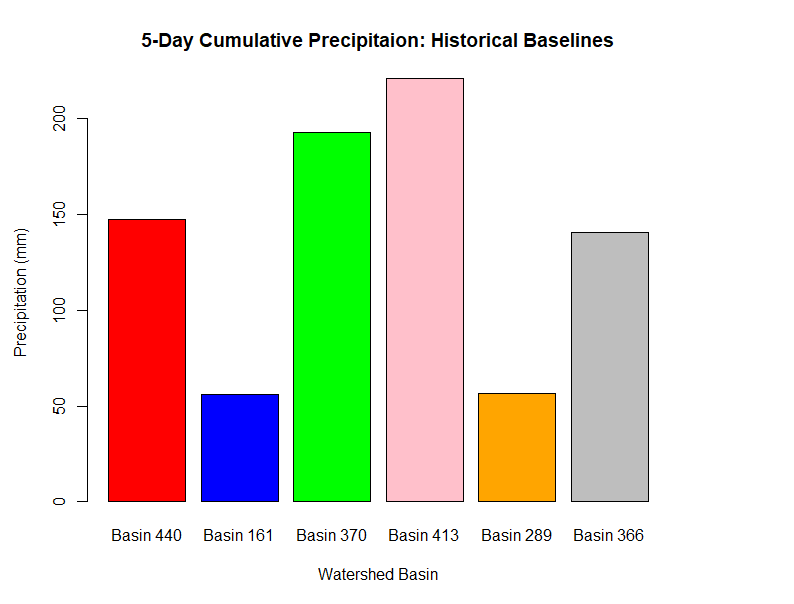 5-Day Cumulative Precipitaion: Historical Baselines
Precipitation (mm)
200
150
100
50
0
Basin 440 Basin 161 Basin 370 Basin 413 Basin 289 Basin 366
Watershed Basin